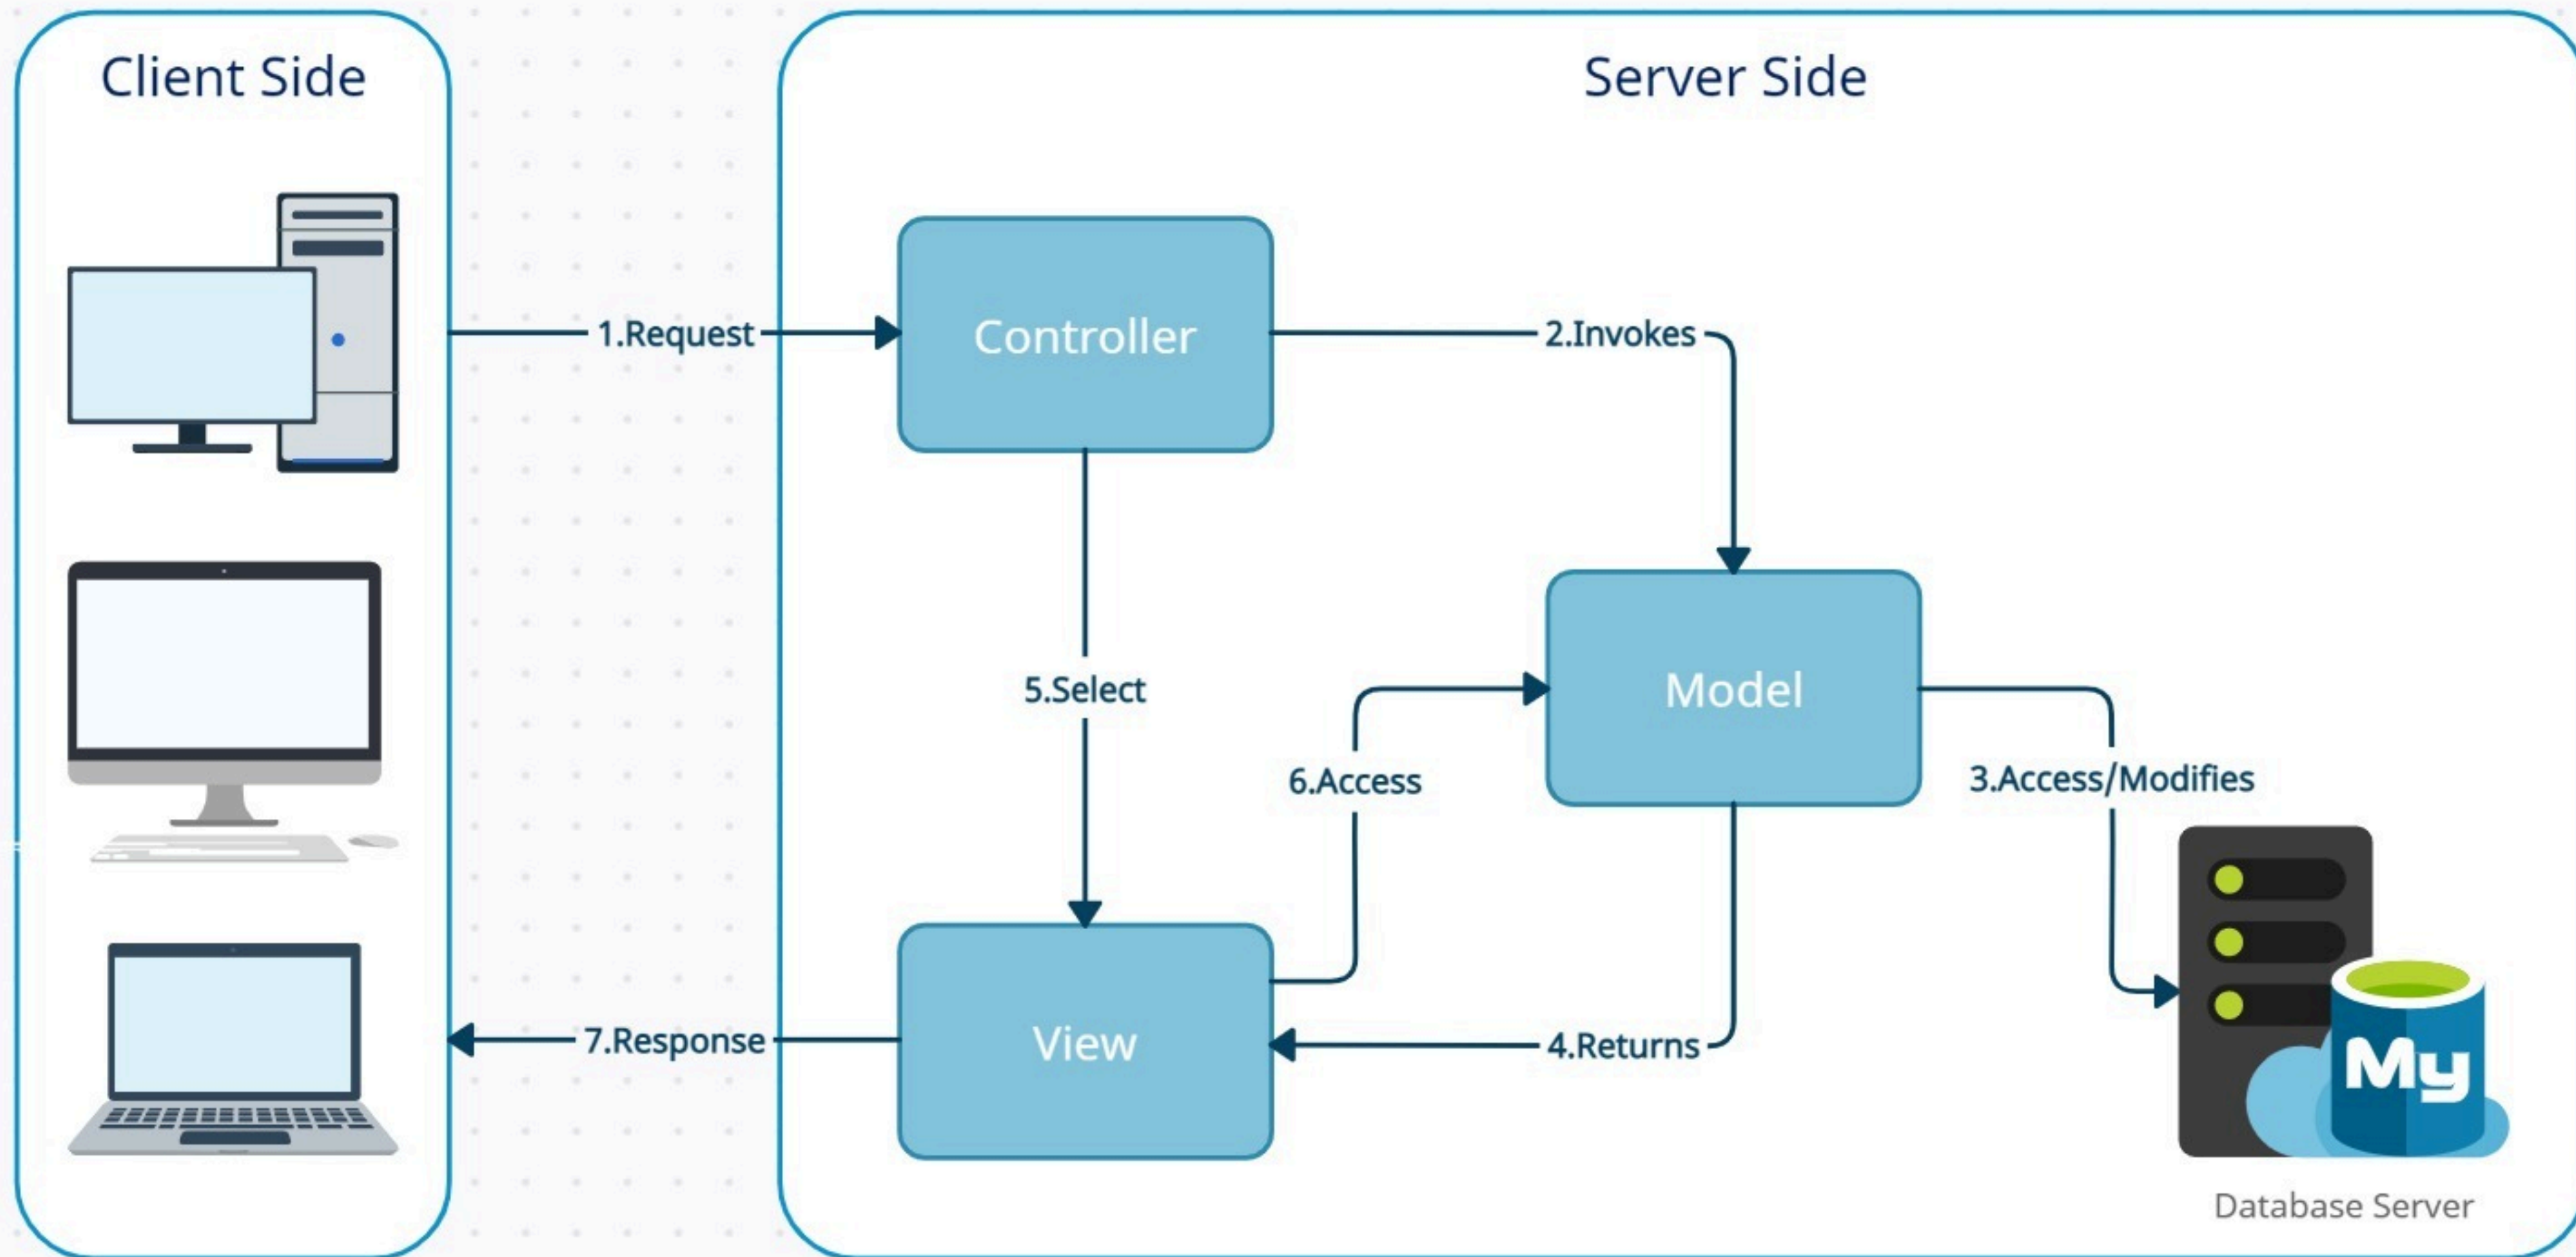 Client Side
Server Side
1.Request
Controller
2.Invokes
5.Select
Model
6.Access
3.Access/Modifies
View
7.Response
4.Returns
My
Database Server